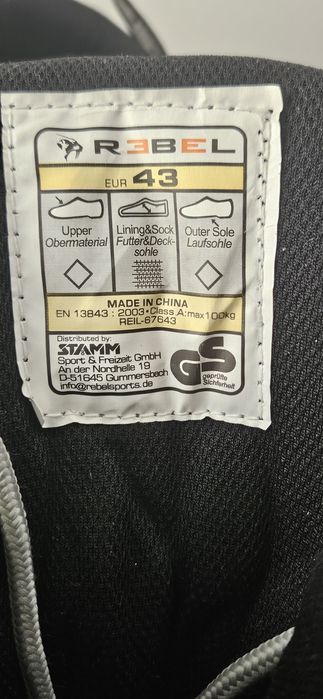 REBEL
EUR 43
Upper
Obermaterial
Lining&Sock
Futter&Deck-
sohle
Outer Sole
Laufsohle
MADE IN CHINA
EN 13843 : 2003 • Class A: max 100kg
REIL-67643
Distributed by:
STAMM
Sport & Freizeit GmbH
An der Nordhelle 19
D-51645 Gummersbach
info@rebelsports.de
GS
geprüfte
Sicherheit